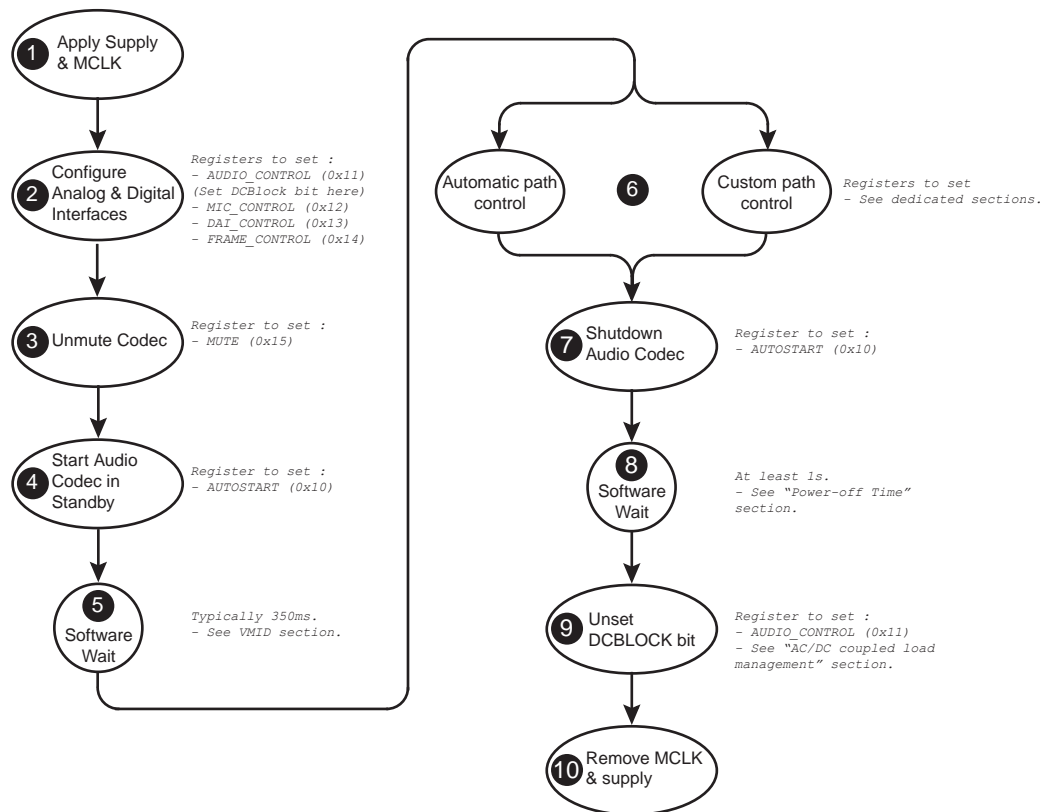 1
Apply Supply
& MCLK
2
Configure
Analog & Digital
Interfaces
Registers to set :
- AUDIO_CONTROL (0x11)
(Set DCBlock bit here)
- MIC_CONTROL (0x12)
- DAI_CONTROL (0x13)
- FRAME_CONTROL (0x14)
3
Unmute Codec
Register to set :
- MUTE (0x15)
4
Start Audio
Codec in
Standby
Register to set :
- AUTOSTART (0x10)
5
Software
Wait
Typically 350ms.
- See VMID section.
Automatic path
control
6
Custom path
control
Registers to set
- See dedicated sections.
7
Shutdown
Audio Codec
Register to set :
- AUTOSTART (0x10)
8
Software
Wait
At least 1s.
- See “Power-off Time”
section.
9
Unset
DCBLOCK bit
Register to set :
- AUDIO_CONTROL (0x11)
- See “AC/DC coupled load
management” section.
10
Remove MCLK
& supply